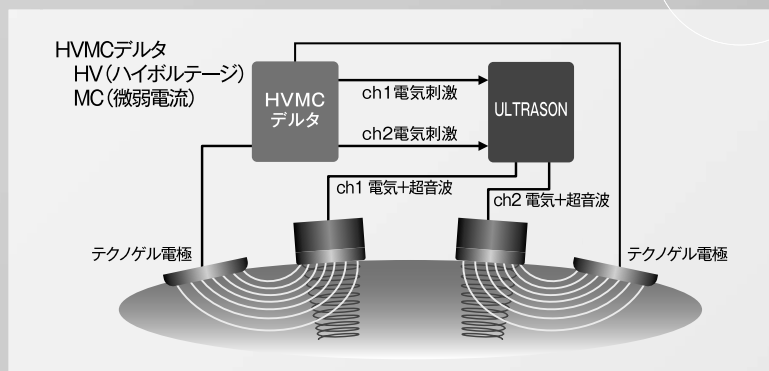 HVMCデルタ
HV(ハイボルテージ)
MC(微弱電流)
HVMC
デルタ
ch1電気刺激
ch2電気刺激
ULTRASON
ch1 電気+超音波
ch2 電気+超音波
テクノゲル電極
テクノゲル電極